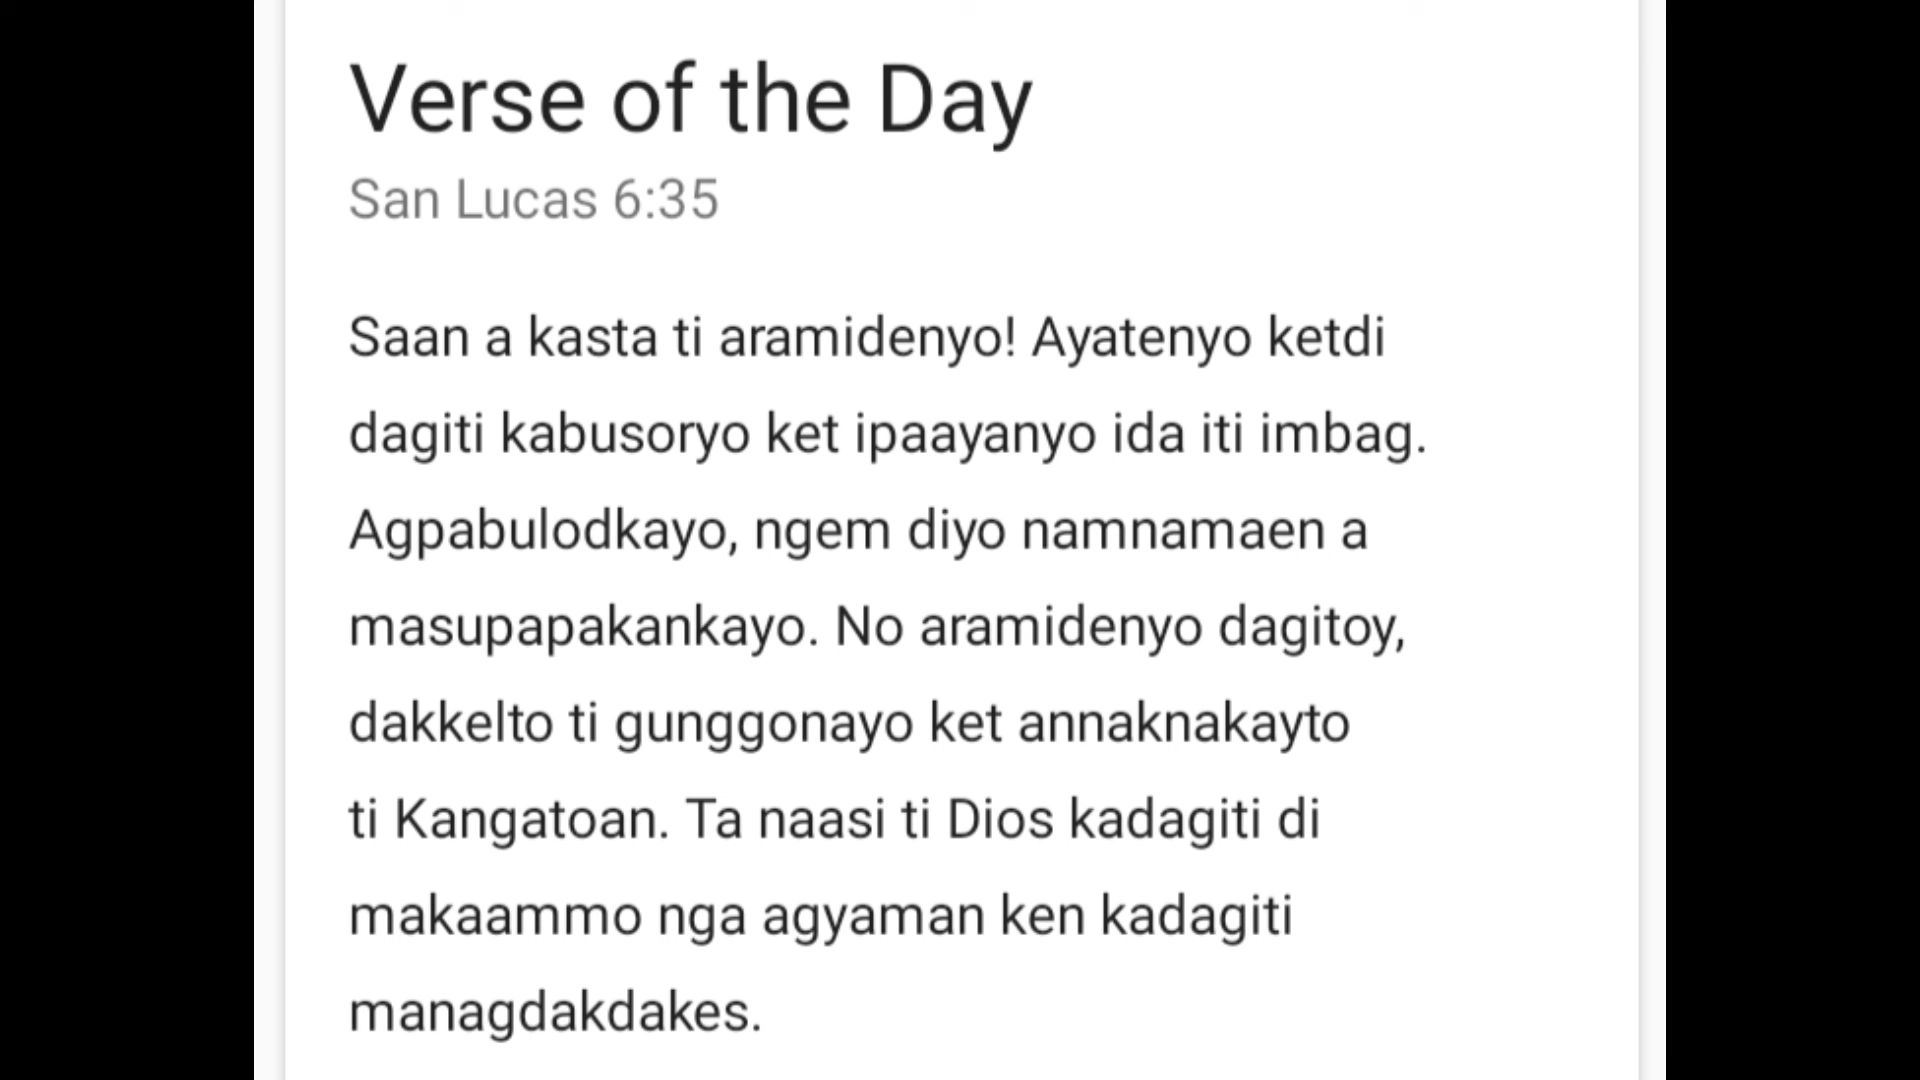 Verse of the Day
San Lucas 6:35
Saan a kasta ti aramidenyo! Ayatenyo ketdi
dagiti kabusoryo ket ipaayanyo ida iti imbag.
Agpabulodkayo, ngem diyo namnamaen a
masupapakankayo. No aramidenyo dagitoy,
dakkelto ti gunggonayo ket annaknakayto
ti Kangatoan. Ta naasi ti Dios kadagiti di
makaammo nga agyaman ken kadagiti
managdakdakes.